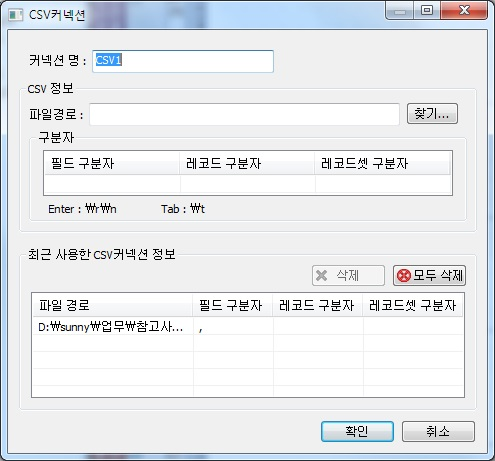 CSV커넥션
커넥션 명 : CSV1
CSV 정보
파일경로 : 찾기...
구분자
필드 구분자 레코드 구분자 레코드셋 구분자
Enter : ₩r₩n Tab : ₩t
최근 사용한 CSV커넥션 정보
삭제 모두 삭제
파일 경로 필드 구분자 레코드 구분자 레코드셋 구분자
D:₩sunny₩업무₩참고사... ,
확인 취소